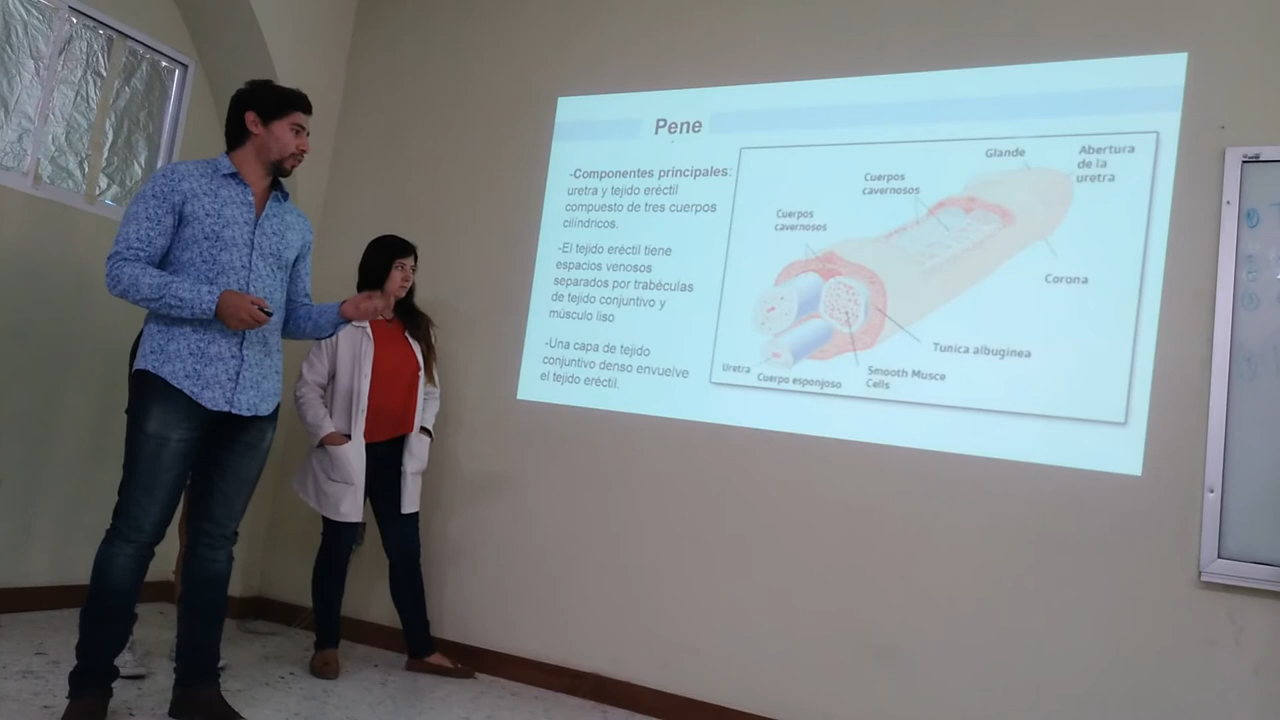 Pene
-Componentes principales:
uretra y tejido eréctil
compuesto de tres cuerpos
cilíndricos.
-El tejido eréctil tiene
espacios venosos
separados por trabéculas
de tejido conjuntivo y
músculo liso
-Una capa de tejido
conjuntivo denso envuelve
el tejido eréctil.
Glande
Abertura
de la
uretra
Cuerpos
cavernosos
Cuerpos
cavernosos
Corona
Tunica albuginea
Smooth Musce
Cells
Uretra
Cuerpo esponjoso